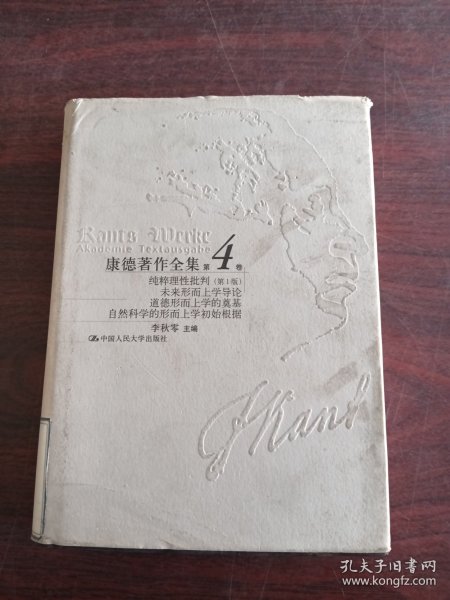 Kants Werke
Akademie Textausgabe
康德著作全集 第4卷
纯粹理性批判(第1版)
未来形而上学导论
道德形而上学的奠基
自然科学的形而上学初始根据
李秋零 主编
中国人民大学出版社
IKant
孔夫子旧书网
www.kongfz.com